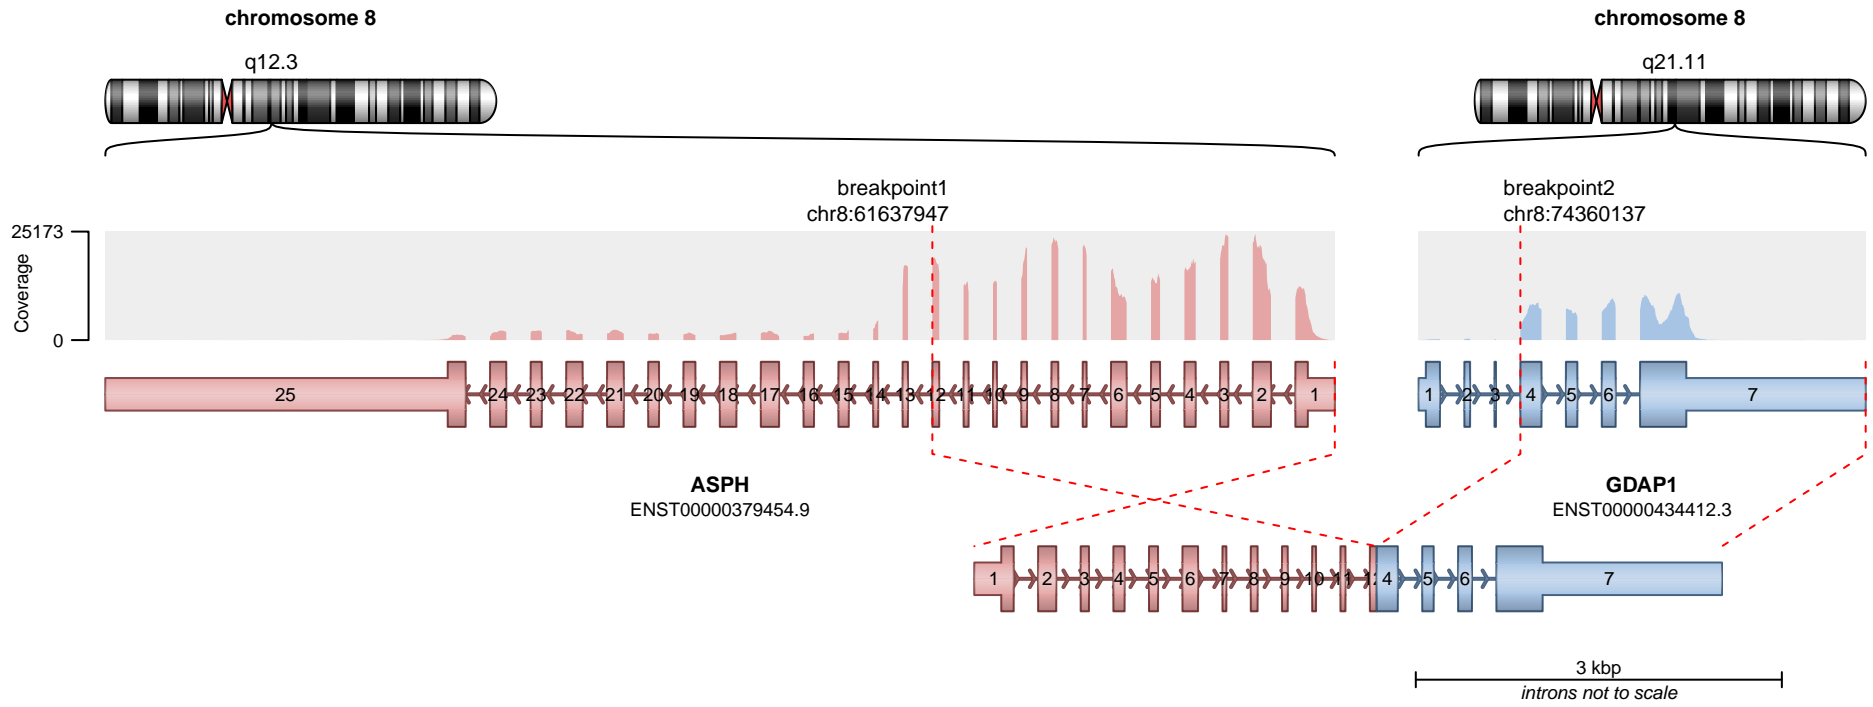 chromosome 8
chromosome 8
q12.3
q21.11
breakpoint1
chr8:61637947
breakpoint2
chr8:74360137
25173
Coverage
0
25 24 23 22 21 20 19 18 17 16 15 14 13 12 11 10 9 8 7 6 5 4 3 2 1
1 2 3 4 5 6 7
ASPH
ENST00000379454.9
GDAP1
ENST00000434412.3
1 2 3 4 5 6 7 8 9 10 11 12 4 5 6 7
3 kbp
introns not to scale